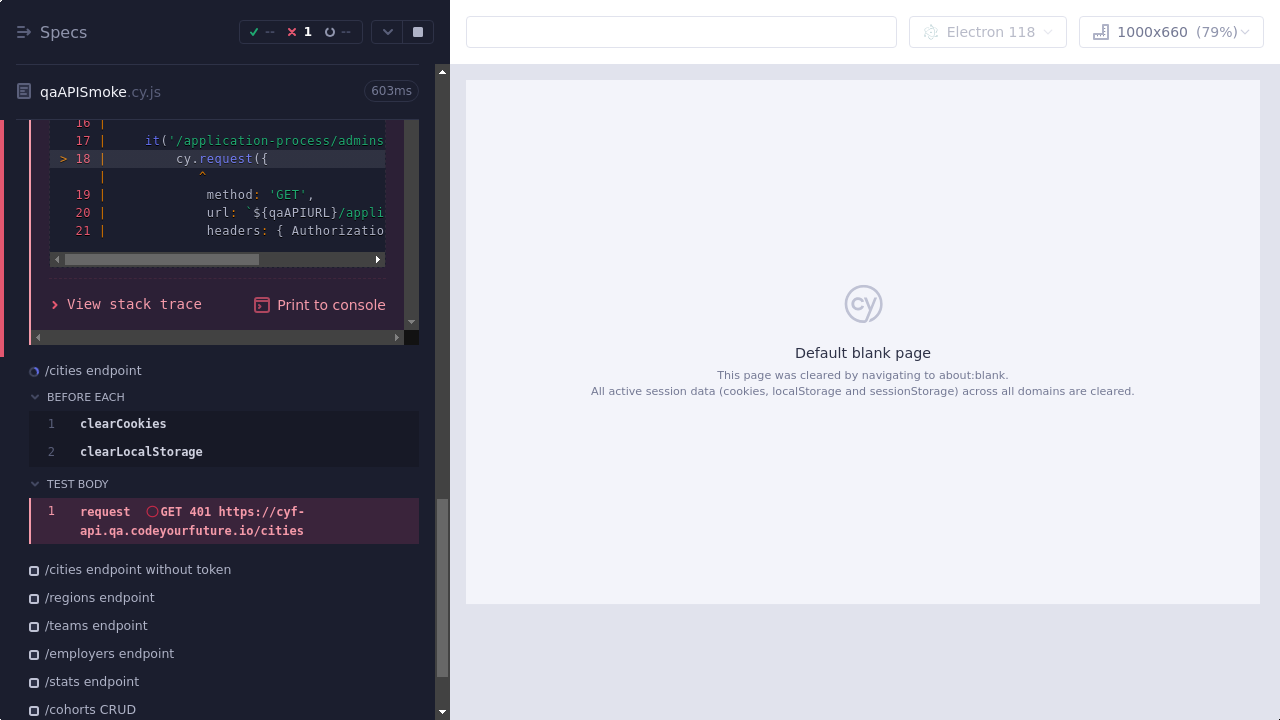 Specs
-- 1 --
Electron 118
1000x660 (79%)
qaAPISmoke.cy.js
603ms
16 |
17 | it('/application-process/admins
> 18 | cy.request({
| ^
19 | method: 'GET',
20 | url: `${qaAPIURL}/appli
21 | headers: { Authorizatio
View stack trace
Print to console
/cities endpoint
BEFORE EACH
1 clearCookies
2 clearLocalStorage
TEST BODY
1 request GET 401 https://cyf-
api.qa.codeyourfuture.io/cities
/cities endpoint without token
/regions endpoint
/teams endpoint
/employers endpoint
/stats endpoint
/cohorts CRUD
cy
Default blank page
This page was cleared by navigating to about:blank.
All active session data (cookies, localStorage and sessionStorage) across all domains are cleared.